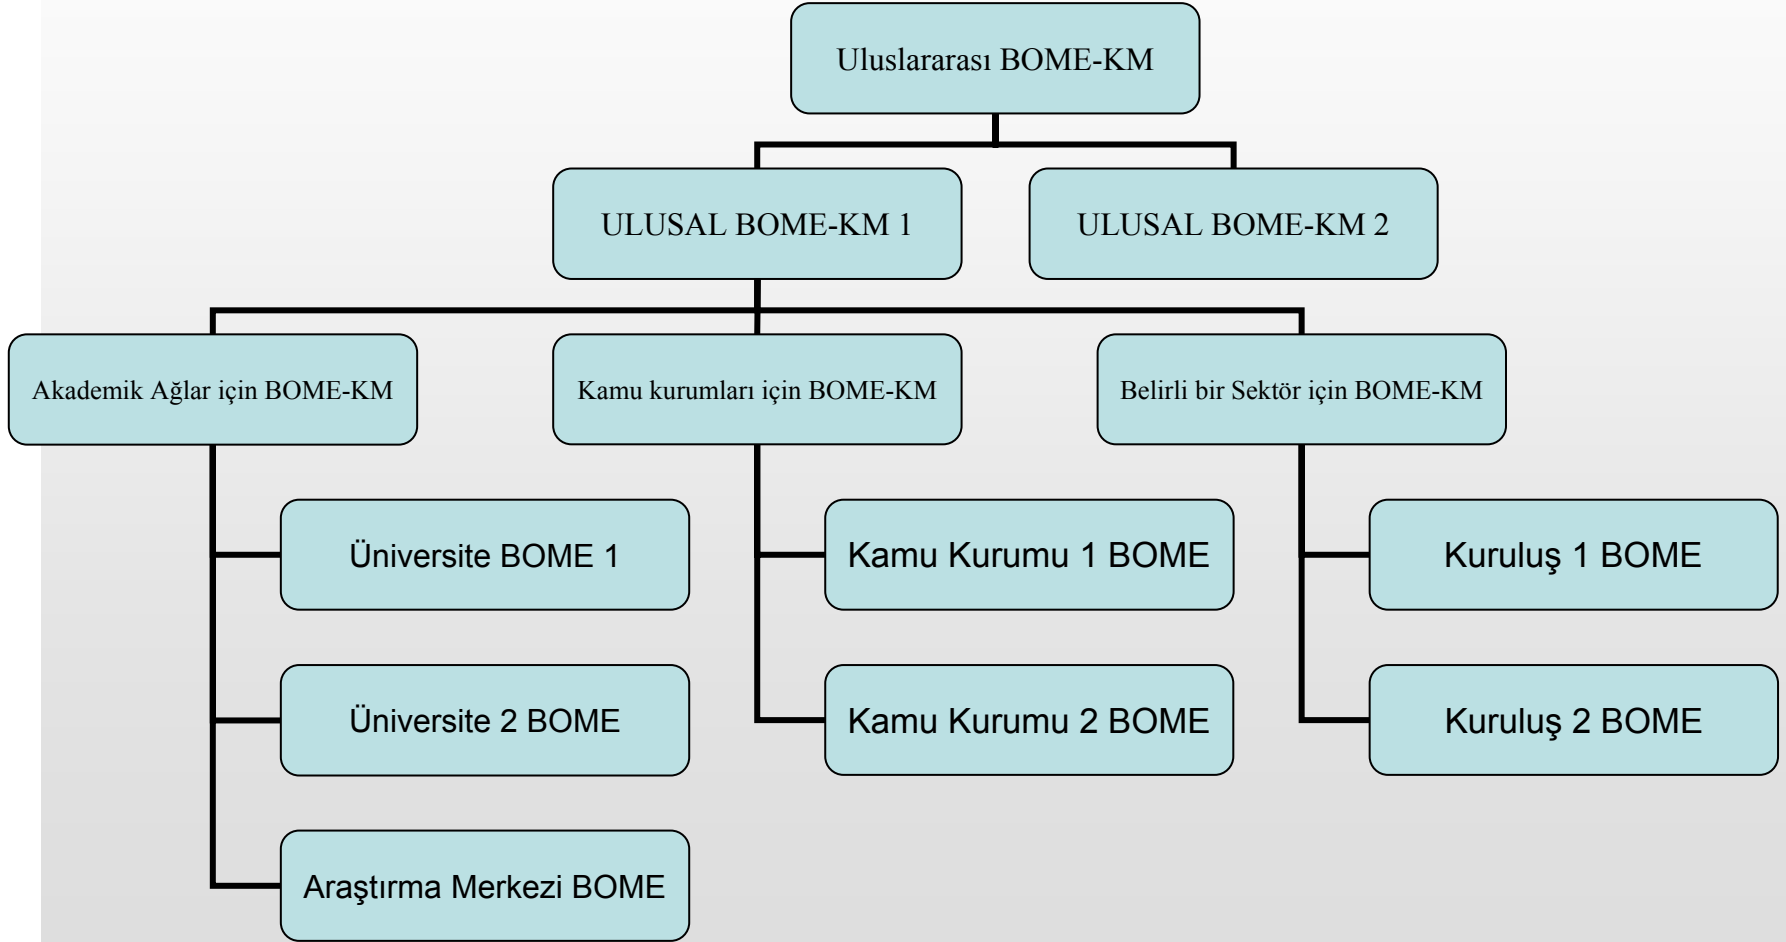 Uluslararası BOME-KM
ULUSAL BOME-KM 1
ULUSAL BOME-KM 2
Akademik Ağlar için BOME-KM
Kamu kurumları için BOME-KM
Belirli bir Sektör için BOME-KM
Üniversite BOME 1
Kamu Kurumu 1 BOME
Kuruluş 1 BOME
Üniversite 2 BOME
Kamu Kurumu 2 BOME
Kuruluş 2 BOME
Araştırma Merkezi BOME